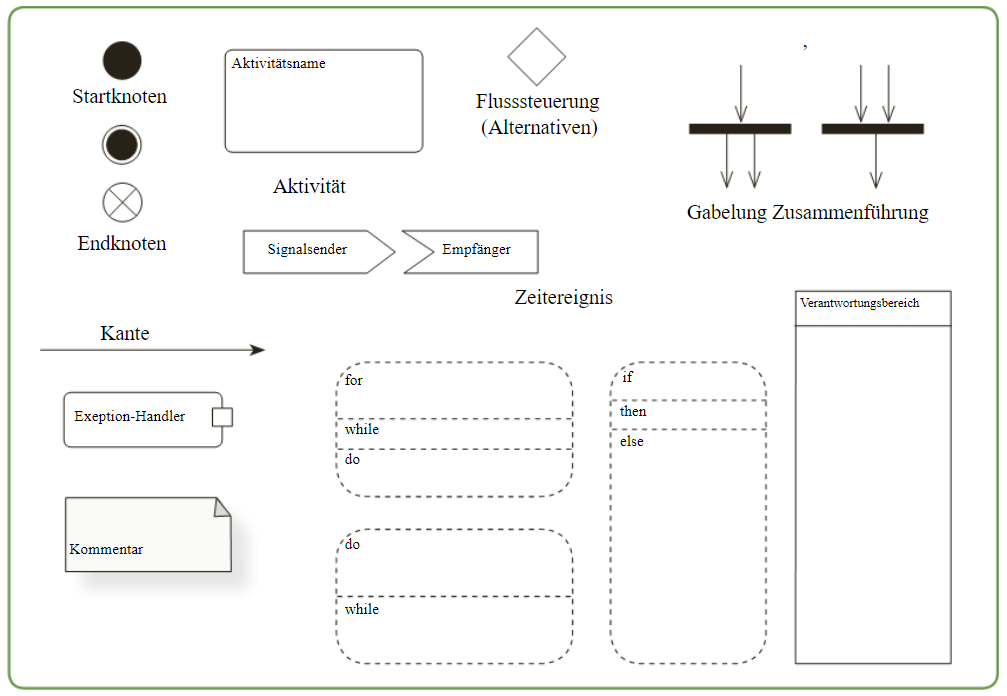 Startknoten
Endknoten
Aktivitätsname
Aktivität
Flusssteuerung
(Alternativen)
,
Gabelung Zusammenführung
Signalsender
Empfänger
Zeitereignis
Kante
Exeption-Handler
Kommentar
for
while
do
do
while
if
then
else
Verantwortungsbereich